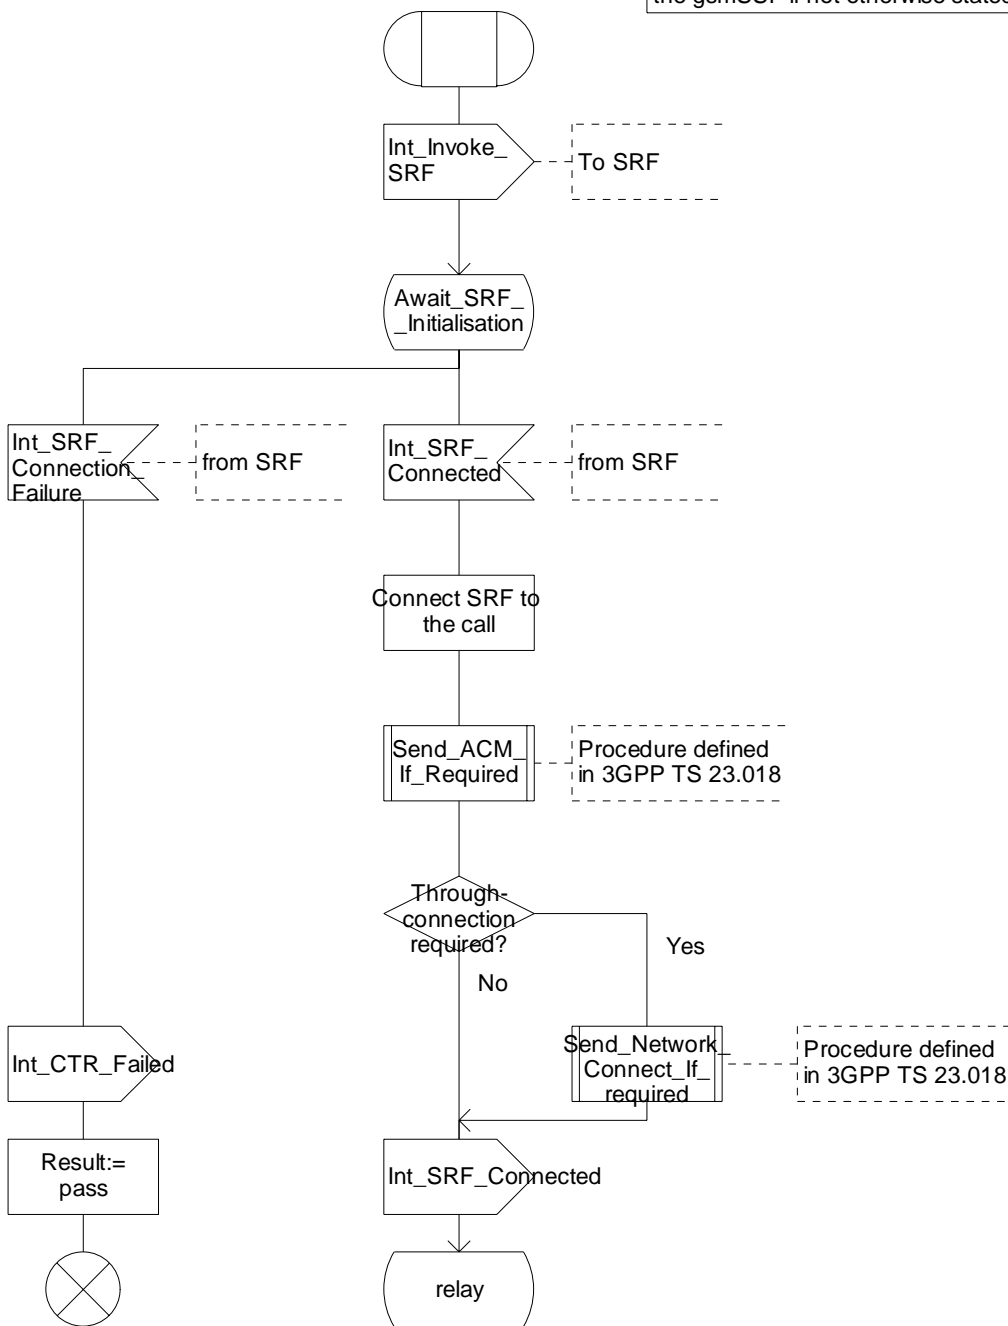 the gsmSSF if not otherwise stated
Int_Invoke_
SRF
To SRF
Await_SRF_
_Initialisation
Int_SRF_
Connection_
Failure
from SRF
Int_SRF_
Connected
from SRF
Connect SRF to
the call
Send_ACM_
If_Required
Procedure defined
in 3GPP TS 23.018
Through-
connection
required?
Yes
No
Int_CTR_Failed
Send_Network_
Connect_If_
required
Procedure defined
in 3GPP TS 23.018
Result:=
pass
Int_SRF_Connected
relay